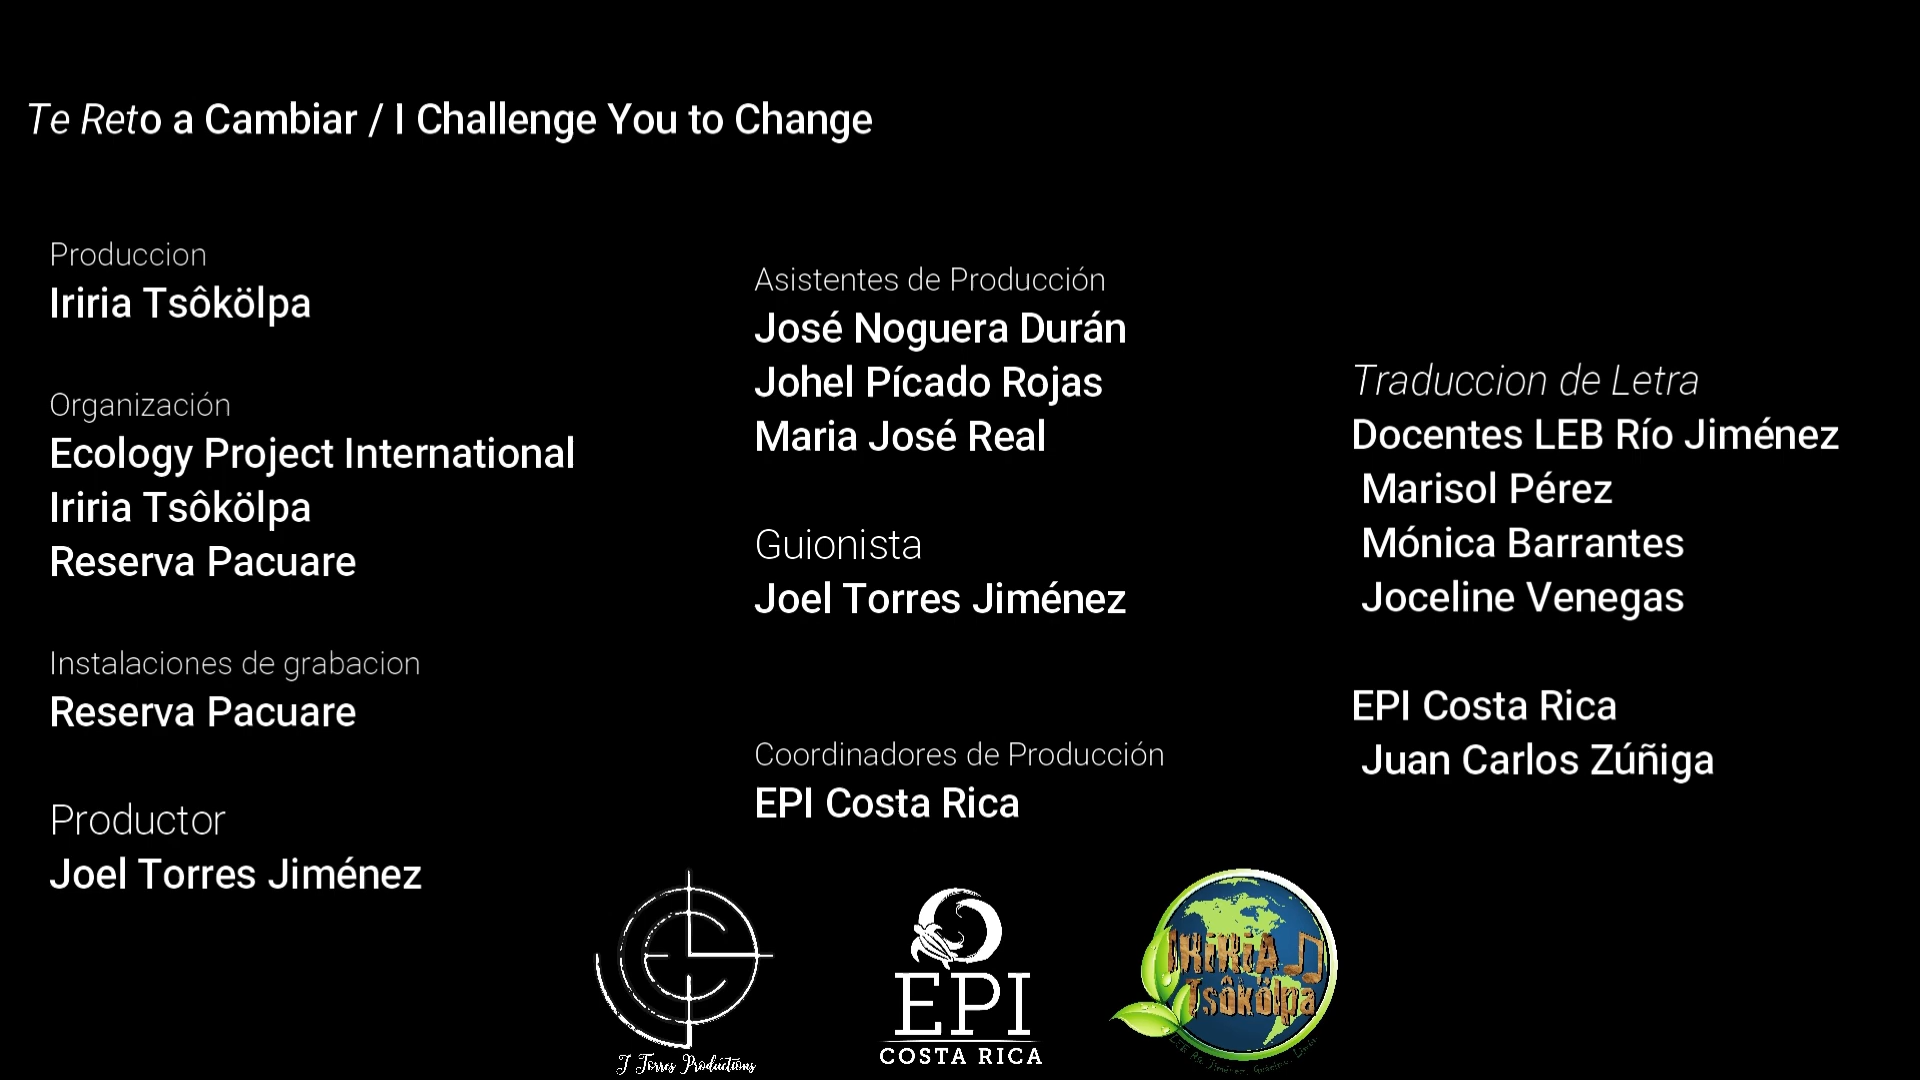 Te Reto a Cambiar / I Challenge You to Change
Produccion
Iriria Tsôkölpa
Organización
Ecology Project International
Iriria Tsôkölpa
Reserva Pacuare
Instalaciones de grabacion
Reserva Pacuare
Productor
Joel Torres Jiménez
Asistentes de Producción
José Noguera Durán
Johel Pícado Rojas
Maria José Real
Guionista
Joel Torres Jiménez
Coordinadores de Producción
EPI Costa Rica
Traduccion de Letra
Docentes LEB Río Jiménez
Marisol Pérez
Mónica Barrantes
Joceline Venegas
EPI Costa Rica
Juan Carlos Zúñiga
J Torres Productions
EPI
COSTA RICA
IRIRIA
Tsôkölpa